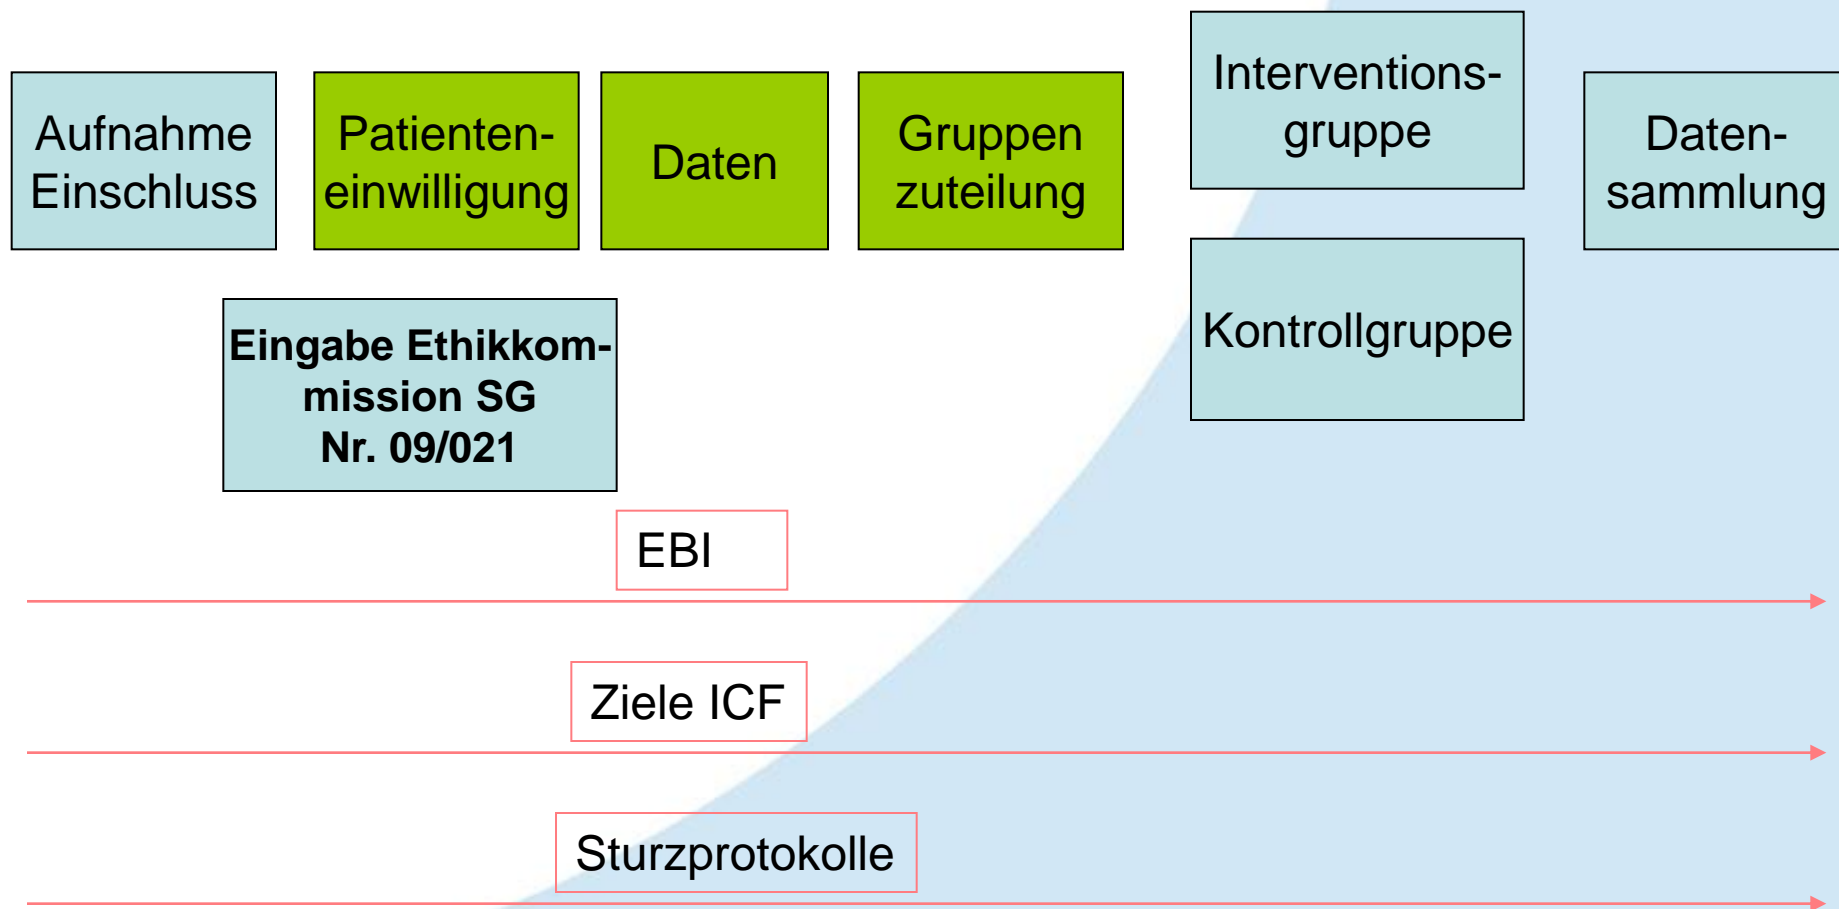 Aufnahme
Einschluss
Patienten-
einwilligung
Daten
Gruppen
zuteilung
Interventions-
gruppe
Kontrollgruppe
Daten-
sammlung
Eingabe Ethikkom-
mission SG
Nr. 09/021
EBI
Ziele ICF
Sturzprotokolle